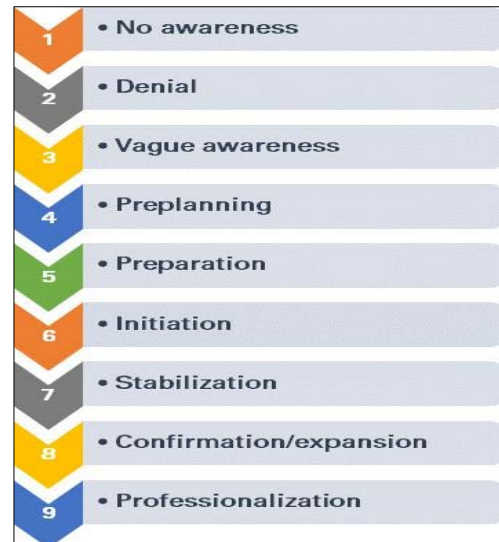 1 • No awareness
2 • Denial
3 • Vague awareness
4 • Preplanning
5 • Preparation
6 • Initiation
7 • Stabilization
8 • Confirmation/expansion
9 • Professionalization